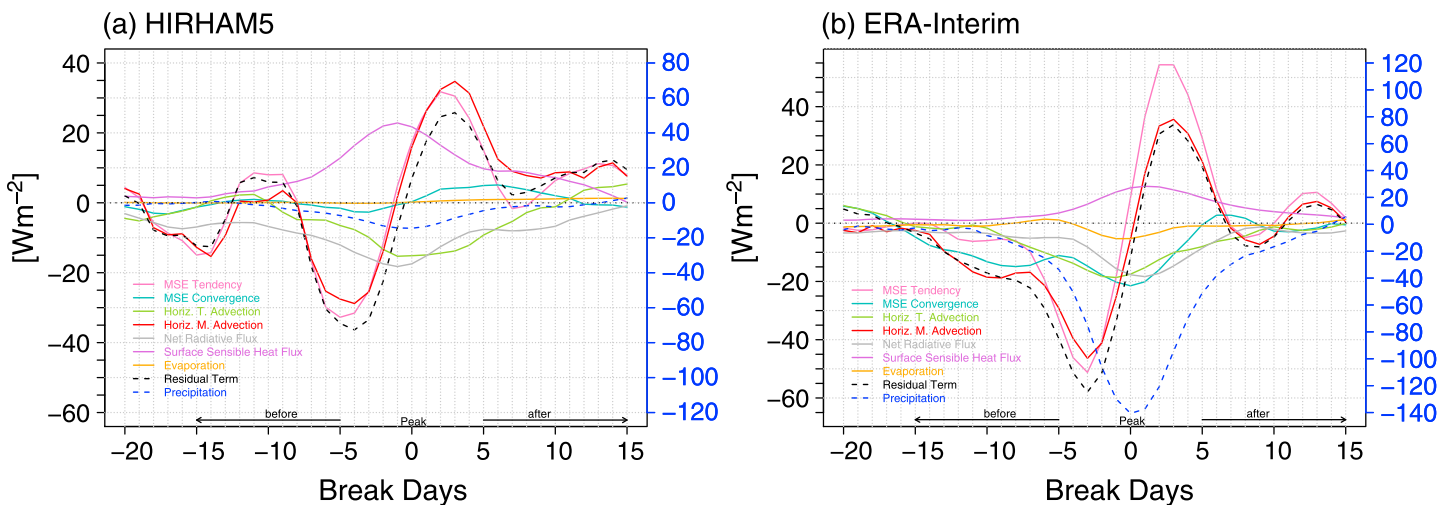 (a) HIRHAM5
[Wm−2]
40
20
0
−20
−40
−60
80
60
40
20
0
−20
−40
−60
−80
−100
−120
MSE Tendency
MSE Convergence
Horiz. T. Advection
Horiz. M. Advection
Net Radiative Flux
Surface Sensible Heat Flux
Evaporation
Residual Term
Precipitation
before Peak after
−20 −15 −10 −5 0 5 10 15
Break Days
(b) ERA-Interim
[Wm−2]
40
20
0
−20
−40
−60
120
100
80
60
40
20
0
−20
−40
−60
−80
−100
−120
−140
MSE Tendency
MSE Convergence
Horiz. T. Advection
Horiz. M. Advection
Net Radiative Flux
Surface Sensible Heat Flux
Evaporation
Residual Term
Precipitation
before Peak after
−20 −15 −10 −5 0 5 10 15
Break Days